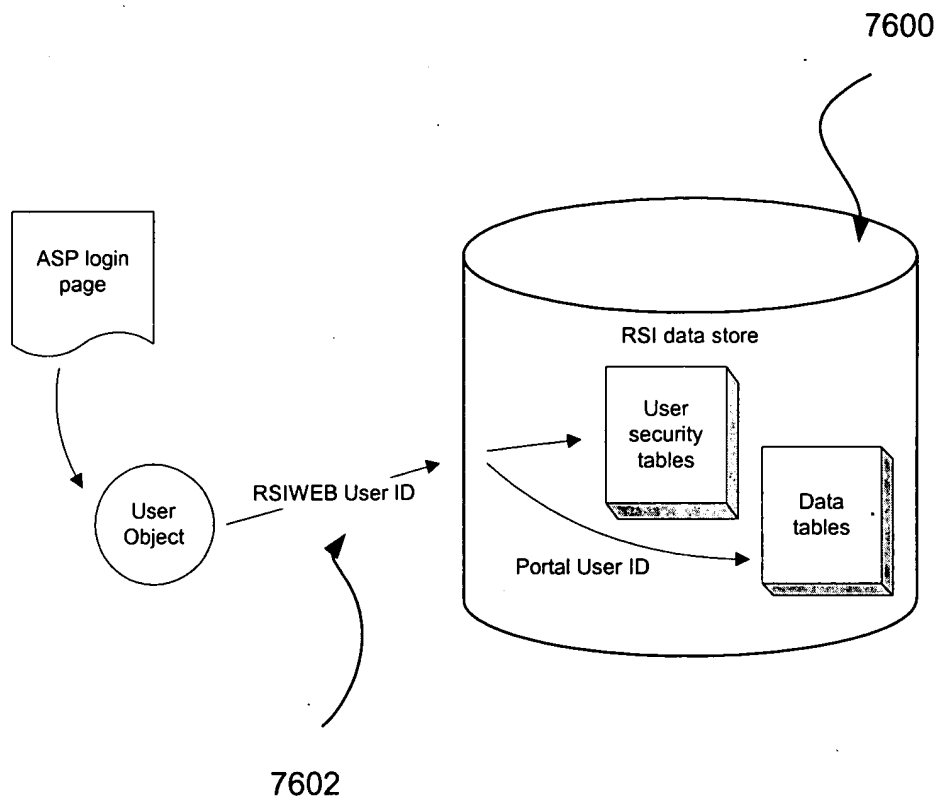 7600
ASP login
page
RSI data store
User
security
tables
RSIWEB User ID
User
Object
Data
tables
Portal User ID
7602